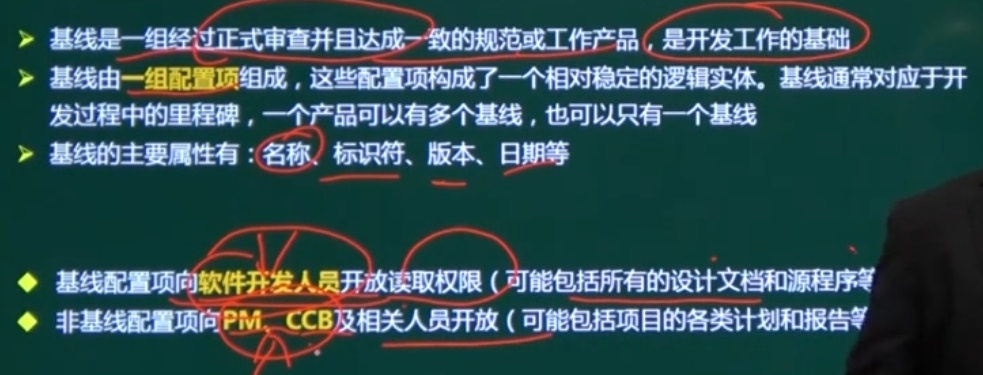 ➢ 基线是一组经过正式审查并且达成一致的规范或工作产品，是开发工作的基础
➢ 基线由一组配置项组成，这些配置项构成了一个相对稳定的逻辑实体。基线通常对应于开
发过程中的里程碑，一个产品可以有多个基线，也可以只有一个基线
➢ 基线的主要属性有：名称、标识符、版本、日期等
◆ 基线配置项向软件开发人员开放读取权限（可能包括所有的设计文档和源程序等
◆ 非基线配置项向PM、CCB及相关人员开放（可能包括项目的各类计划和报告等